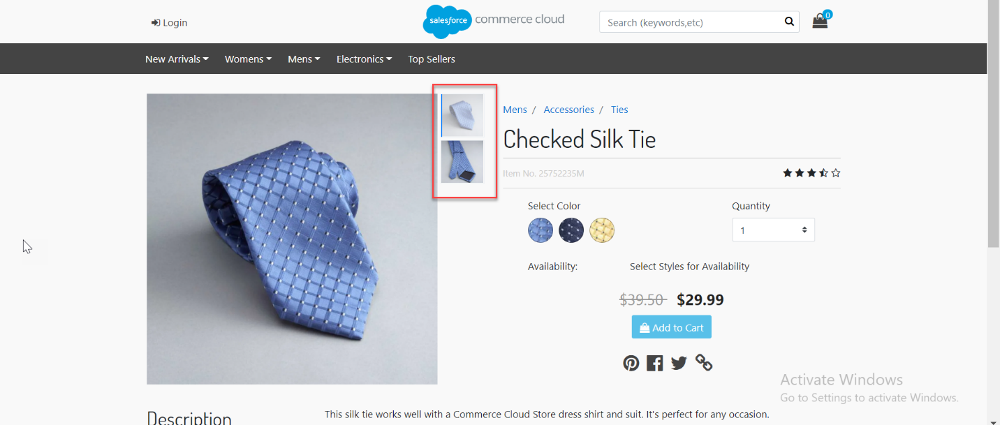 Login
salesforce commerce cloud
Search (keywords,etc)
0
New Arrivals Womens Mens Electronics Top Sellers
Mens / Accessories / Ties
Checked Silk Tie
Item No. 25752235M
Select Color
Quantity
1
Availability: Select Styles for Availability
$39.50 $29.99
Add to Cart
Activate Windows
Go to Settings to activate Windows.
Description
This silk tie works well with a Commerce Cloud Store dress shirt and suit. It's perfect for any occasion.